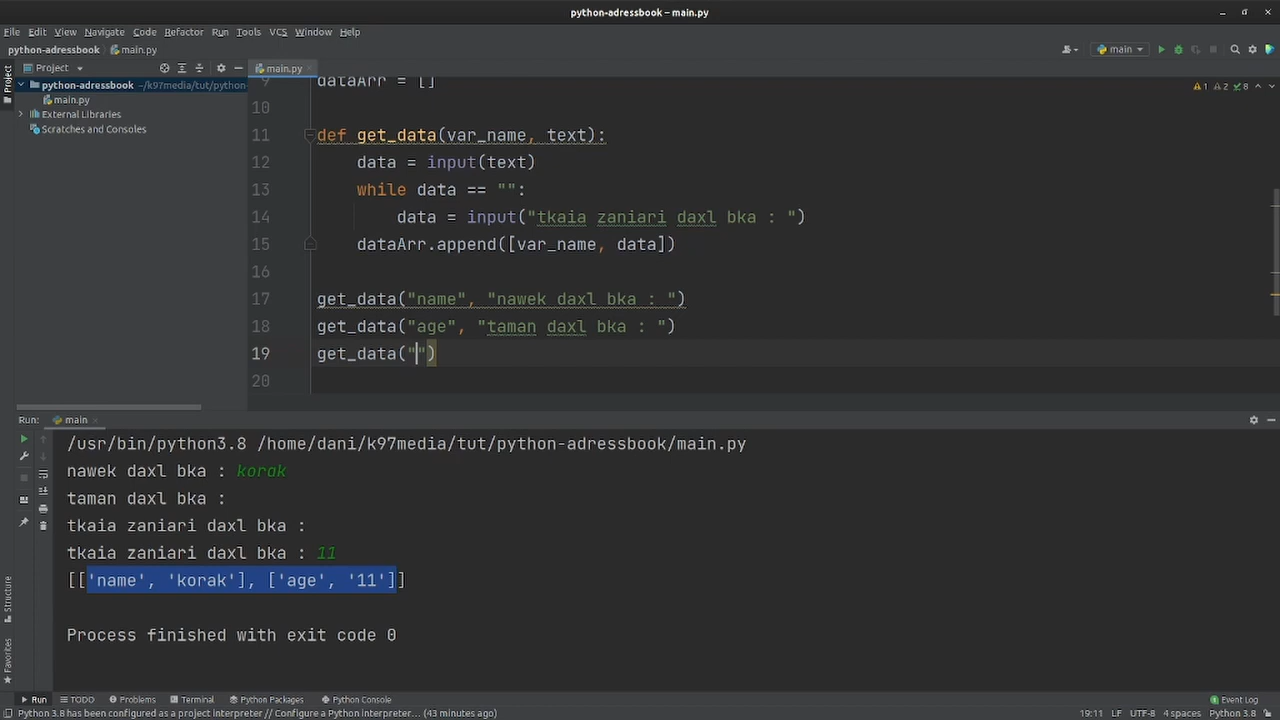 python-adressbook – main.py
File Edit View Navigate Code Refactor Run Tools VCS Window Help
python-adressbook main.py main
Project main.py
python-adressbook ~/k97media/tut/python-
main.py
External Libraries
Scratches and Consoles
1 2 8
9 dataArr = []
10
11 def get_data(var_name, text):
12 data = input(text)
13 while data == "":
14 data = input("tkaia zaniari daxl bka : ")
15 dataArr.append([var_name, data])
16
17 get_data("name", "nawek daxl bka : ")
18 get_data("age", "taman daxl bka : ")
19 get_data("")
20
Project
Structure
Favorites
Run: main
/usr/bin/python3.8 /home/dani/k97media/tut/python-adressbook/main.py
nawek daxl bka : korak
taman daxl bka :
tkaia zaniari daxl bka :
tkaia zaniari daxl bka : 11
[['name', 'korak'], ['age', '11']]
Process finished with exit code 0
Run TODO Problems Terminal Python Packages Python Console Event Log
Python 3.8 has been configured as a project interpreter // Configure a Python interpreter... (43 minutes ago) 19:11 LF UTF-8 4 spaces Python 3.8